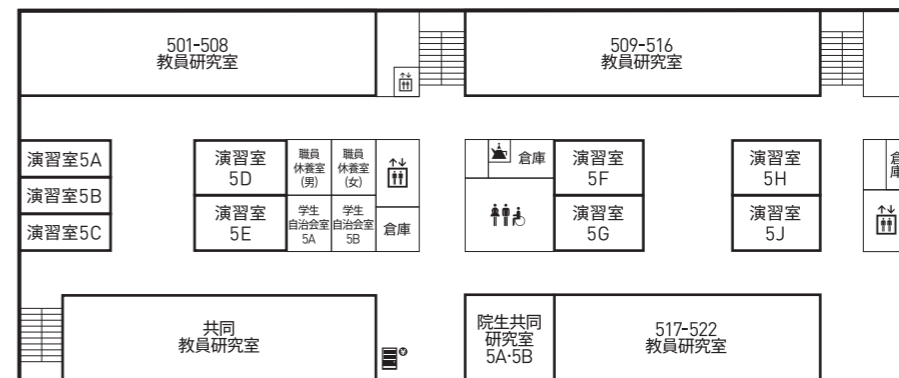 501-508
教員研究室
509-516
教員研究室
演習室5A
演習室5B
演習室5C
演習室
5D
演習室
5E
職員
休養室
(男)
職員
休養室
(女)
学生
自治会室
5A
学生
自治会室
5B
倉庫
倉庫
演習室
5F
演習室
5G
演習室
5H
演習室
5J
倉
庫
共同
教員研究室
院生共同
研究室
5A·5B
517-522
教員研究室